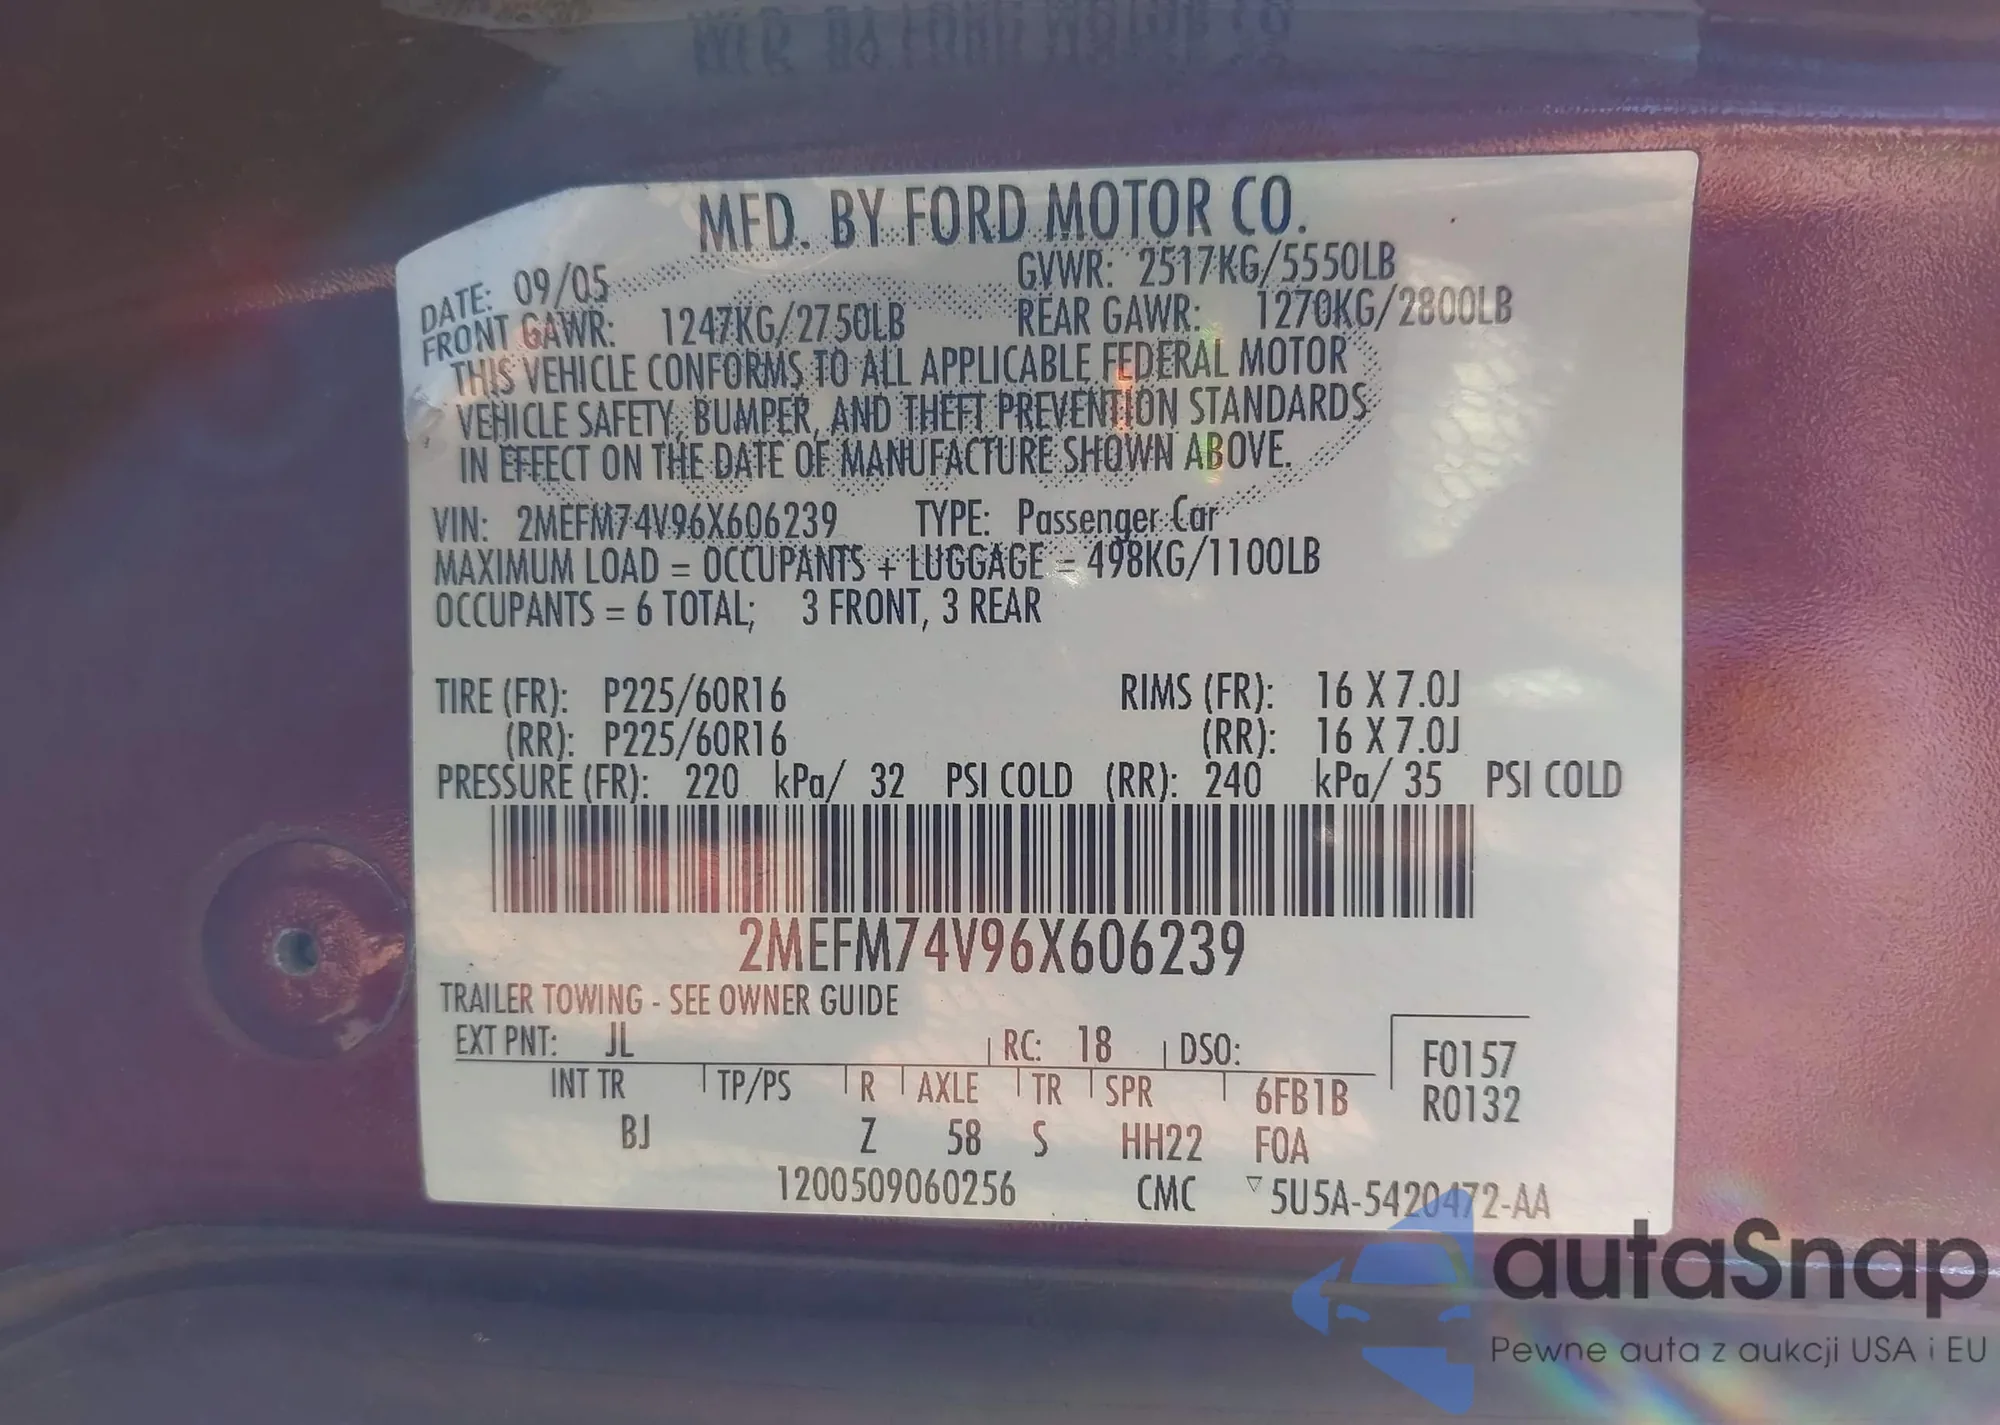 MFD. BY FORD MOTOR CO.
DATE: 09/05 GVWR: 2517KG/5550LB
FRONT GAWR: 1247KG/2750LB REAR GAWR: 1270KG/2800LB
THIS VEHICLE CONFORMS TO ALL APPLICABLE FEDERAL MOTOR
VEHICLE SAFETY, BUMPER, AND THEFT PREVENTION STANDARDS
IN EFFECT ON THE DATE OF MANUFACTURE SHOWN ABOVE.
VIN: 2MEFM74V96X606239 TYPE: Passenger Car
MAXIMUM LOAD = OCCUPANTS + LUGGAGE = 498KG/1100LB
OCCUPANTS = 6 TOTAL; 3 FRONT, 3 REAR
TIRE (FR): P225/60R16 RIMS (FR): 16 X 7.0J
(RR): P225/60R16 (RR): 16 X 7.0J
PRESSURE (FR): 220 kPa/ 32 PSI COLD (RR): 240 kPa/ 35 PSI COLD
2MEFM74V96X606239
TRAILER TOWING - SEE OWNER GUIDE
EXT PNT: JL RC: 18 DSO: F0157
INT TR TP/PS R AXLE TR SPR 6FB1B R0132
BJ Z 58 S HH22 FOA
1200509060256 CMC ▽5U5A-5420472-AA
autaSnap
Pewne auta z aukcji USA i EU